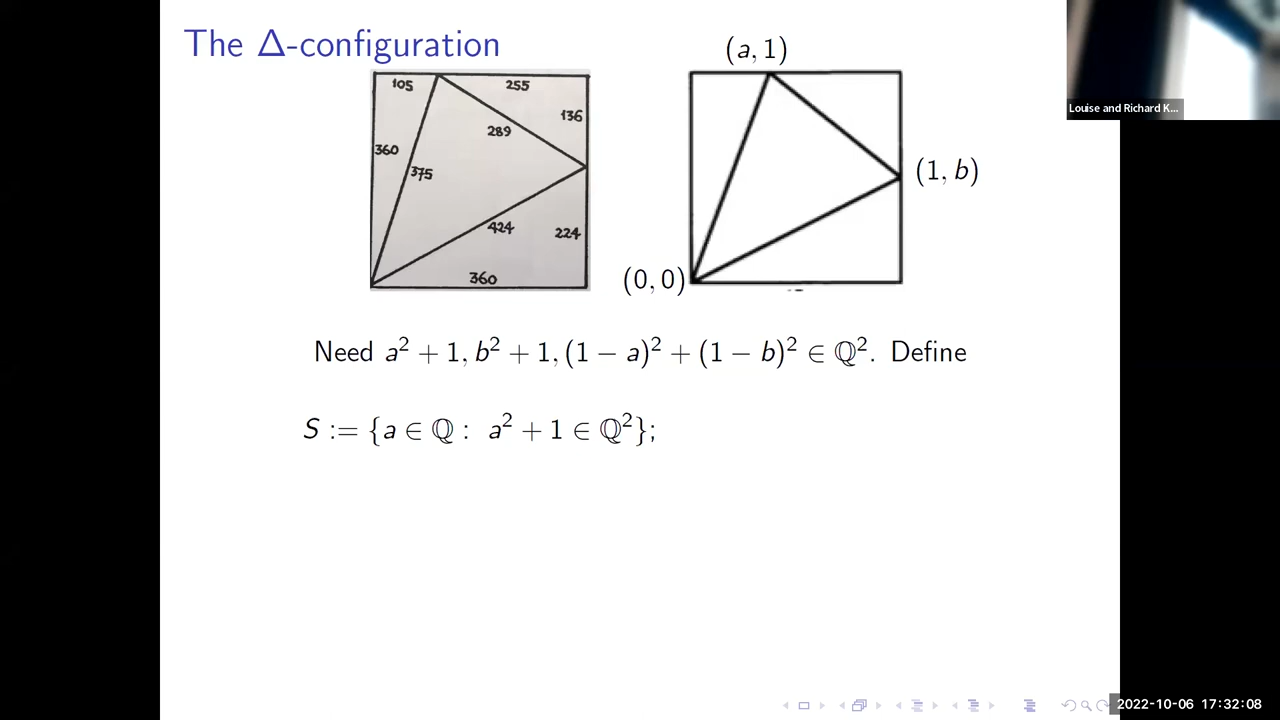 The Δ-configuration
105
255
136
289
360
375
424
224
360
(a, 1)
(1, b)
(0, 0)
Need a² + 1, b² + 1, (1 − a)² + (1 − b)² ∈ ℚ². Define
S := {a ∈ ℚ : a² + 1 ∈ ℚ²};
Louise and Richard K...
2022-10-06 17:32:08